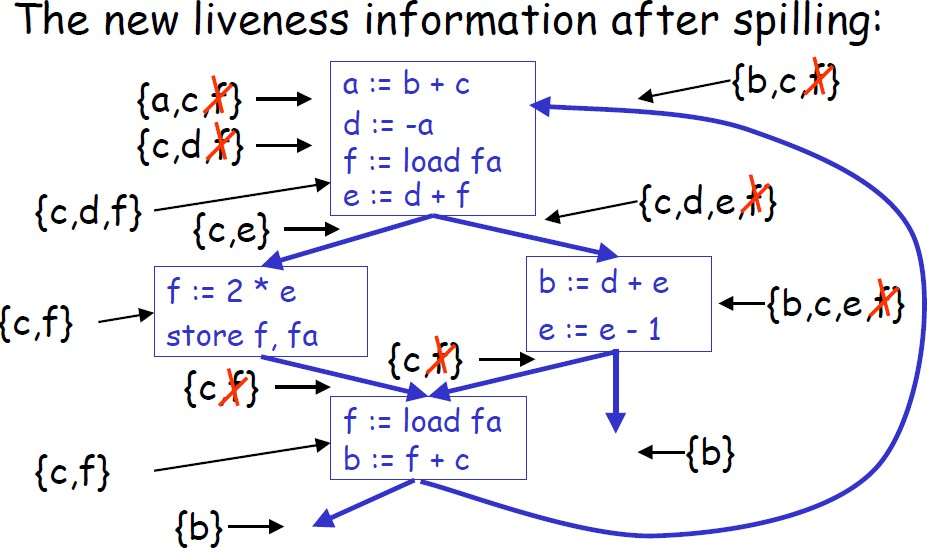 The new liveness information after spilling:
{a,c,f}
a := b + c
{b,c,f}
{c,d,f}
d := -a
f := load fa
{c,d,f}
e := d + f
{c,d,e,f}
{c,e}
f := 2 * e
b := d + e
{c,f}
{b,c,e,f}
store f, fa
e := e - 1
{c,f}
{c,f}
f := load fa
{c,f}
b := f + c
{b}
{b}